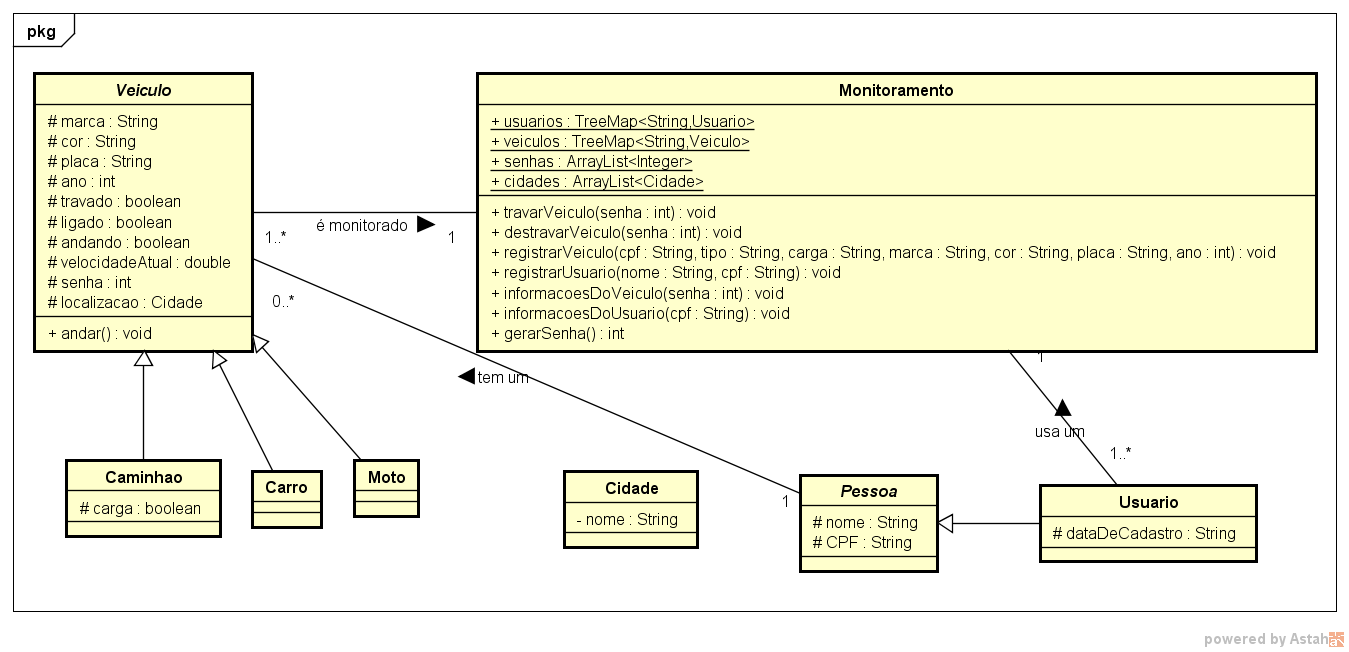 pkg
Veiculo
# marca : String
# cor : String
# placa : String
# ano : int
# travado : boolean
# ligado : boolean
# andando : boolean
# velocidadeAtual : double
# senha : int
# localizacao : Cidade
+ andar() : void
Monitoramento
+ usuarios : TreeMap<String,Usuario>
+ veiculos : TreeMap<String,Veiculo>
+ senhas : ArrayList<Integer>
+ cidades : ArrayList<Cidade>
+ travarVeiculo(senha : int) : void
+ destravarVeiculo(senha : int) : void
+ registrarVeiculo(cpf : String, tipo : String, carga : String, marca : String, cor : String, placa : String, ano : int) : void
+ registrarUsuario(nome : String, cpf : String) : void
+ informacoesDoVeiculo(senha : int) : void
+ informacoesDoUsuario(cpf : String) : void
+ gerarSenha() : int
é monitorado
1..*
1
0..*
tem um
1
1
usa um
1..*
Caminhao
# carga : boolean
Carro
Moto
Cidade
- nome : String
Pessoa
# nome : String
# CPF : String
Usuario
# dataDeCadastro : String
powered by Astah